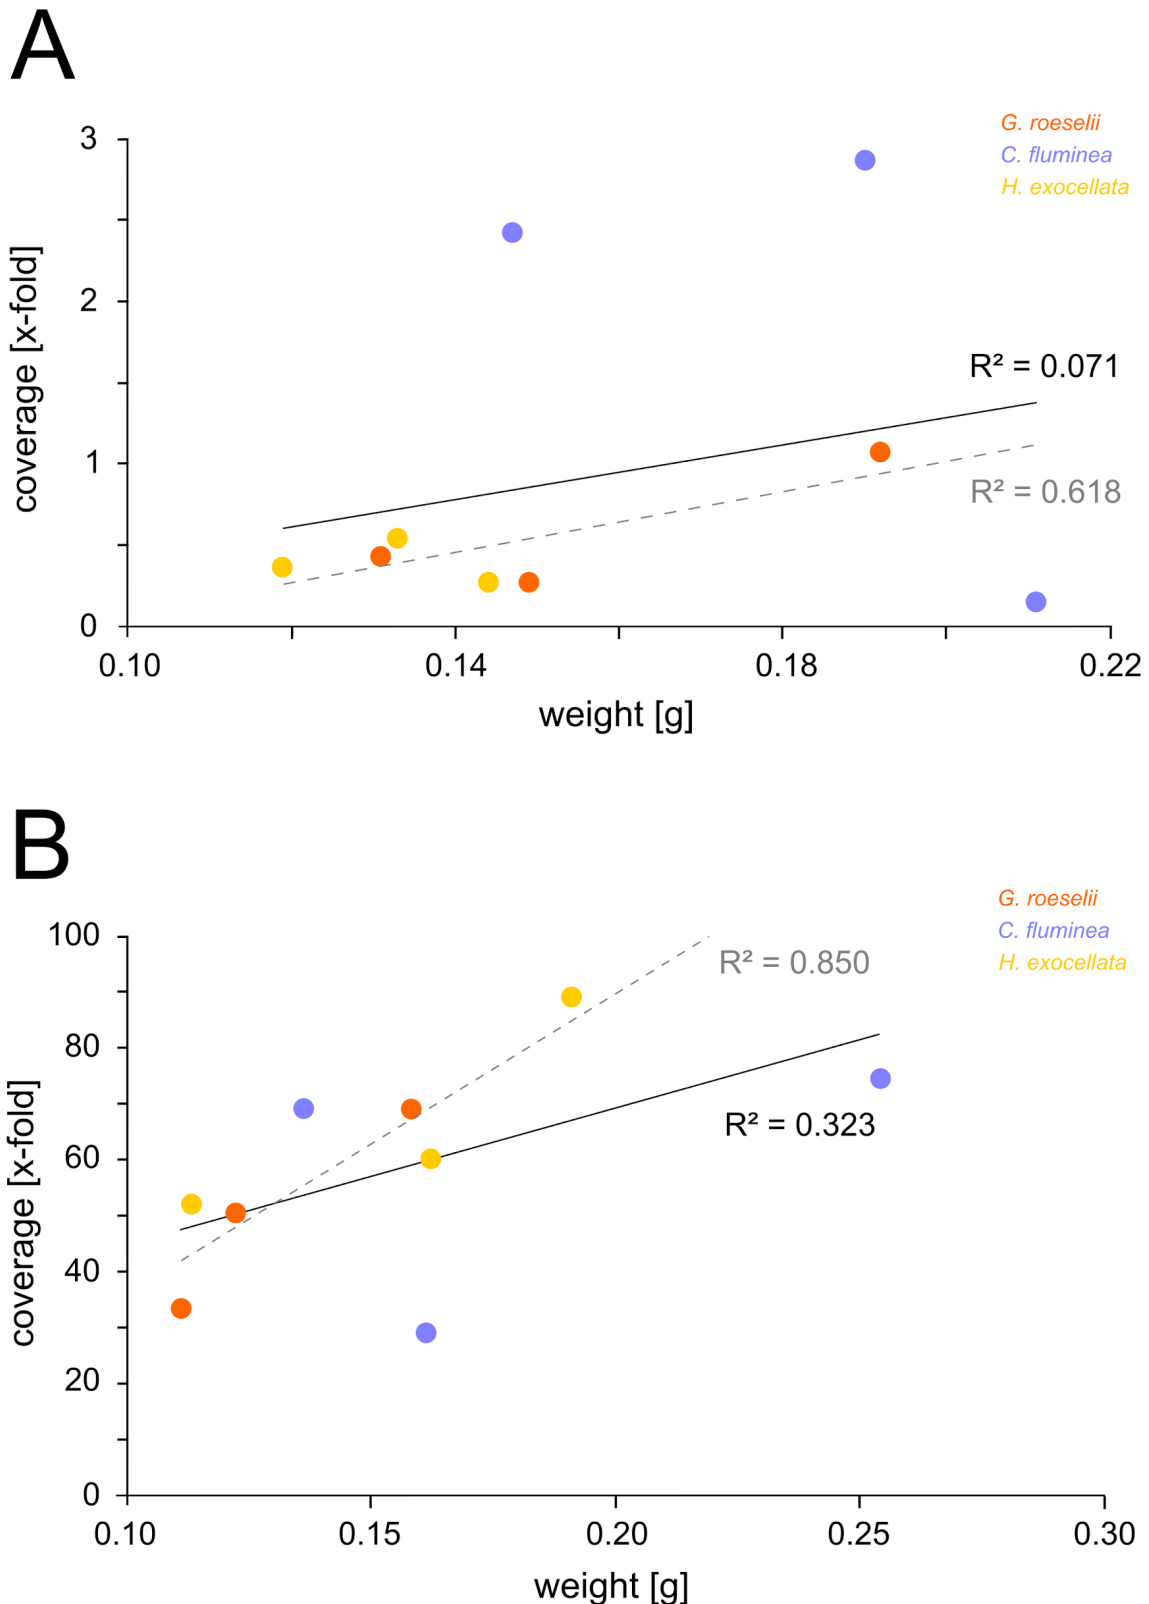 A
G. roeselii
C. fluminea
H. exocellata
3
2
1
0
coverage [x-fold]
R² = 0.071
R² = 0.618
0.10 0.14 0.18 0.22
weight [g]
B
G. roeselii
C. fluminea
H. exocellata
100
80
60
40
20
0
coverage [x-fold]
R² = 0.850
R² = 0.323
0.10 0.15 0.20 0.25 0.30
weight [g]